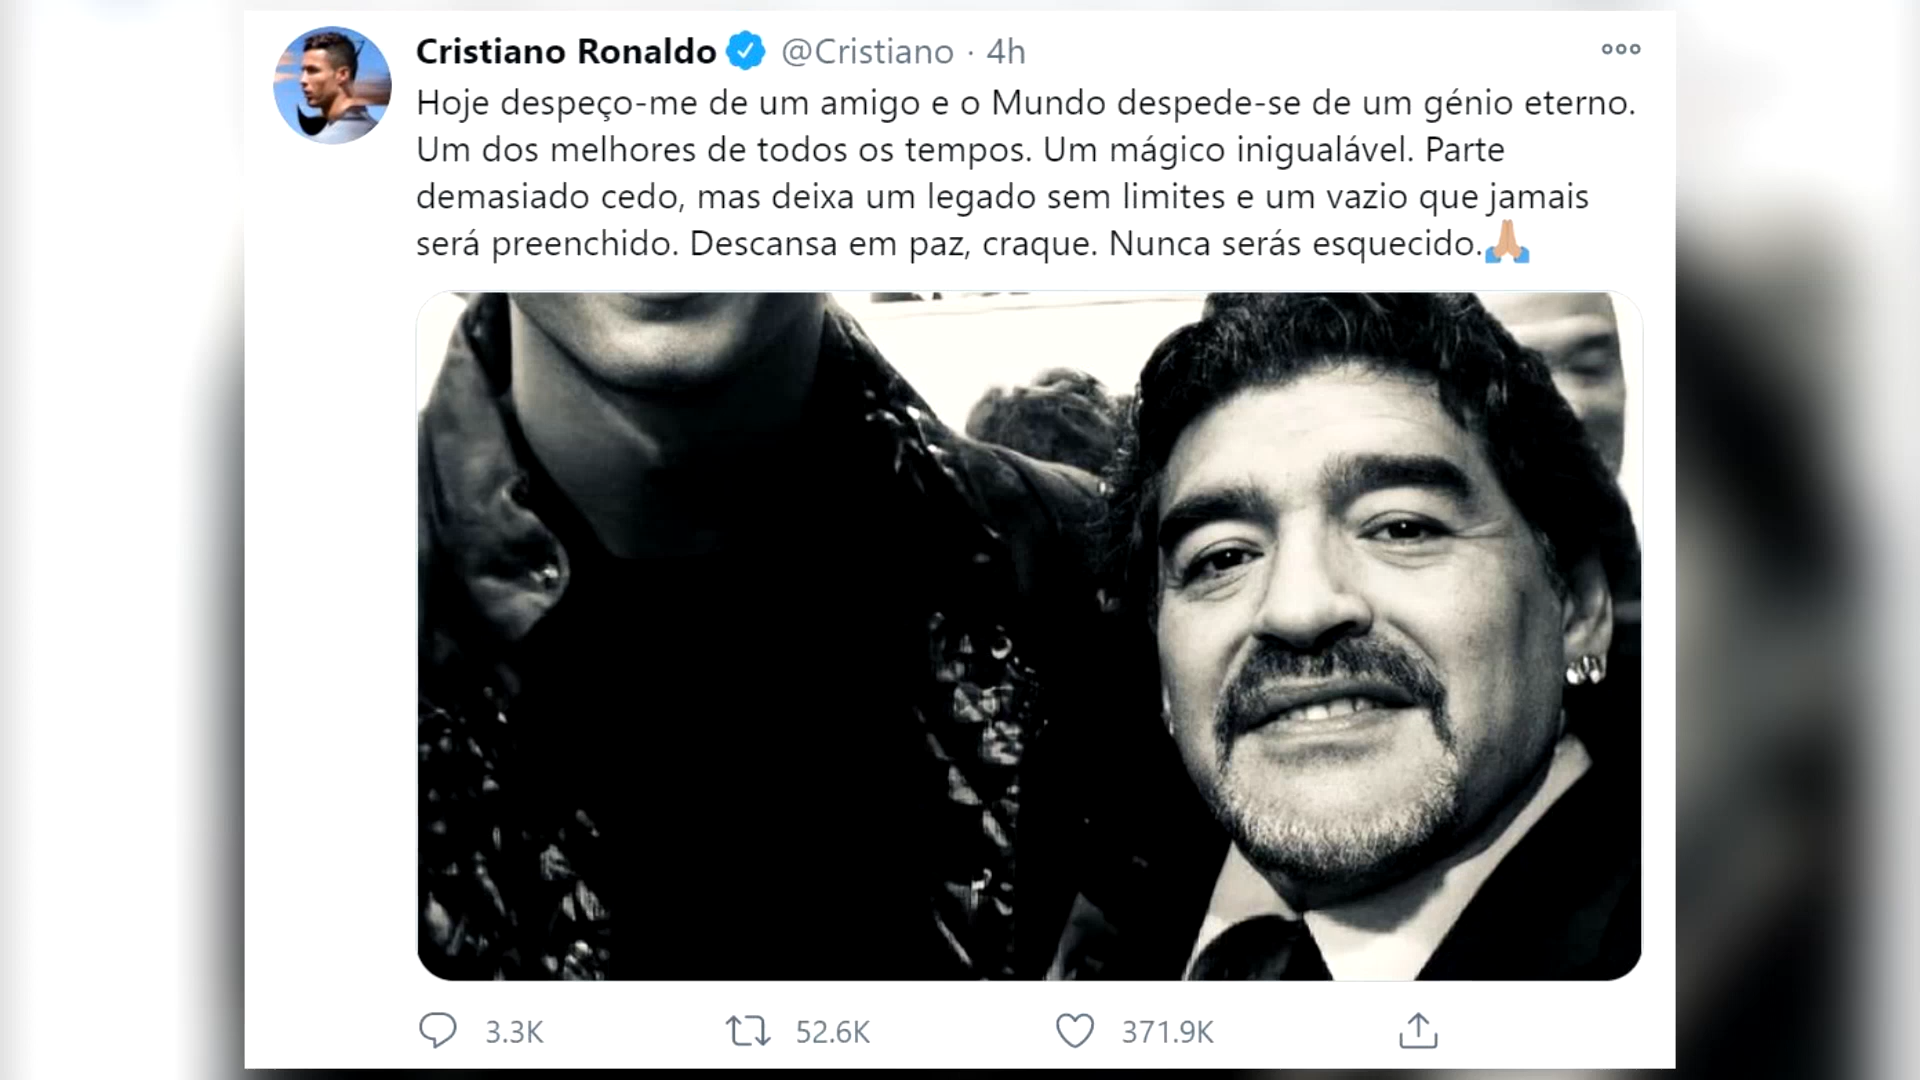 Cristiano Ronaldo @Cristiano · 4h
Hoje despeço-me de um amigo e o Mundo despede-se de um génio eterno.
Um dos melhores de todos os tempos. Um mágico inigualável. Parte
demasiado cedo, mas deixa um legado sem limites e um vazio que jamais
será preenchido. Descansa em paz, craque. Nunca serás esquecido.🙏🏼
3.3K 52.6K 371.9K